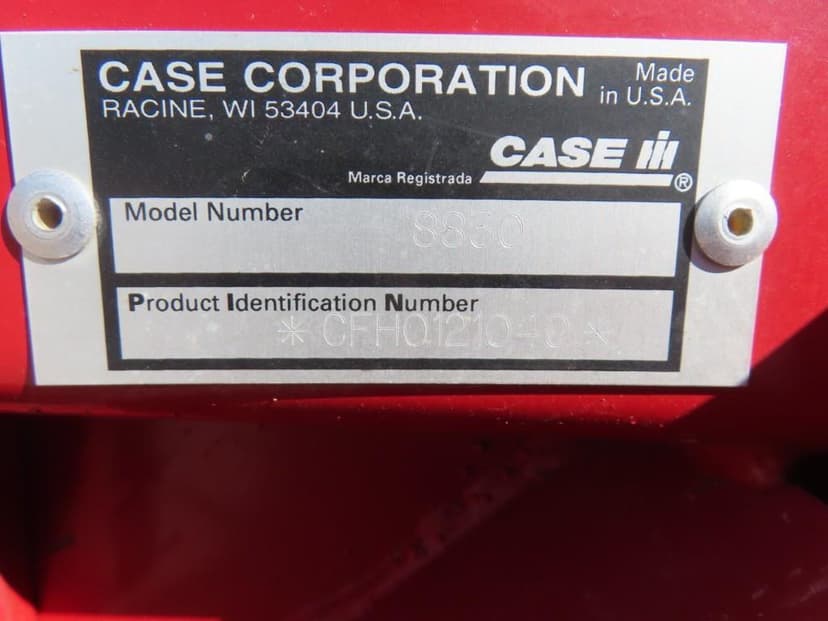 CASE CORPORATION
Made in U.S.A.
RACINE, WI 53404 U.S.A.
CASE IH
Marca Registrada ®
Model Number
8830
Product Identification Number
* CFH0121040 *